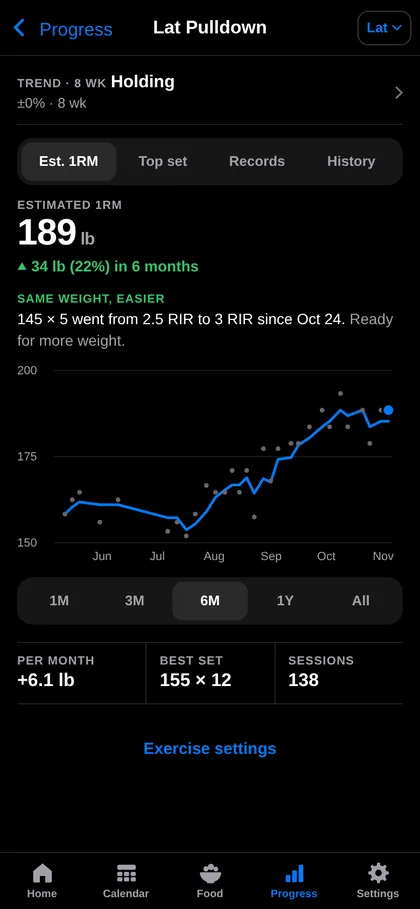 Progress
Lat Pulldown
Lat
TREND · 8 WK Holding
±0% · 8 wk
Est. 1RM
Top set
Records
History
ESTIMATED 1RM
189 lb
34 lb (22%) in 6 months
SAME WEIGHT, EASIER
145 × 5 went from 2.5 RIR to 3 RIR since Oct 24. Ready
for more weight.
200
175
150
Jun Jul Aug Sep Oct Nov
1M 3M 6M 1Y All
PER MONTH
+6.1 lb
BEST SET
155 × 12
SESSIONS
138
Exercise settings
Home
Calendar
Food
Progress
Settings